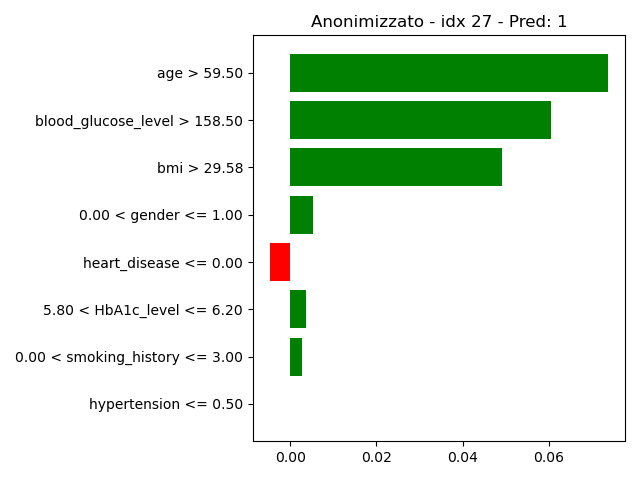 Anonimizzato - idx 27 - Pred: 1
age > 59.50
blood_glucose_level > 158.50
bmi > 29.58
0.00 < gender <= 1.00
heart_disease <= 0.00
5.80 < HbA1c_level <= 6.20
0.00 < smoking_history <= 3.00
hypertension <= 0.50
0.00 0.02 0.04 0.06